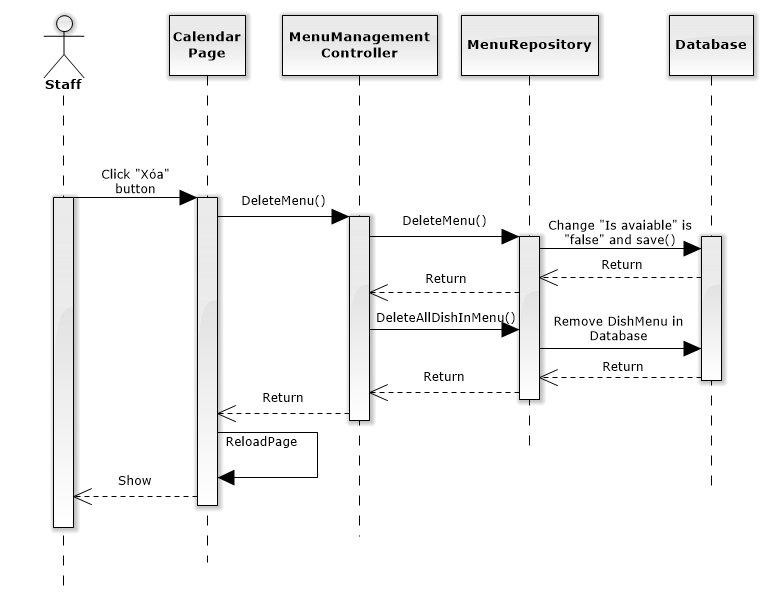 Staff
Calendar
Page
MenuManagement
Controller
MenuRepository
Database
Click "Xóa"
button
DeleteMenu()
DeleteMenu()
Change "Is avaiable" is
"false" and save()
Return
Return
DeleteAllDishInMenu()
Remove DishMenu in
Database
Return
Return
Return
ReloadPage
Show